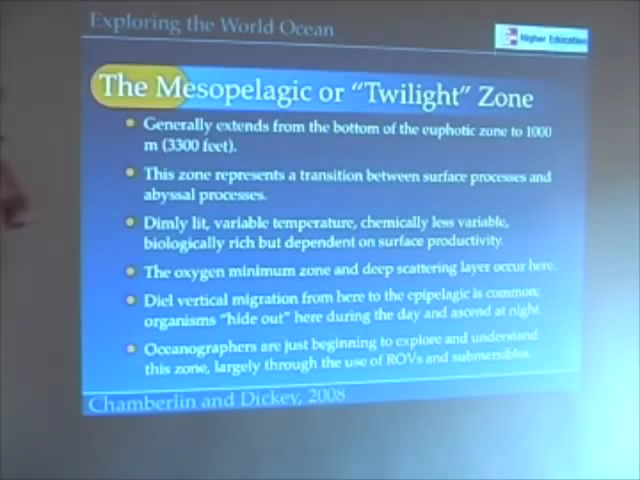 Exploring the World Ocean
Higher Education
The Mesopelagic or “Twilight” Zone
Generally extends from the bottom of the euphotic zone to 1000
m (3300 feet).
This zone represents a transition between surface processes and
abyssal processes.
Dimly lit, variable temperature, chemically less variable,
biologically rich but dependent on surface productivity.
The oxygen minimum zone and deep scattering layer occur here.
Diel vertical migration from here to the epipelagic is common;
organisms “hide out” here during the day and ascend at night.
Oceanographers are just beginning to explore and understand
this zone, largely through the use of ROVs and submersibles.
Chamberlin and Dickey, 2008